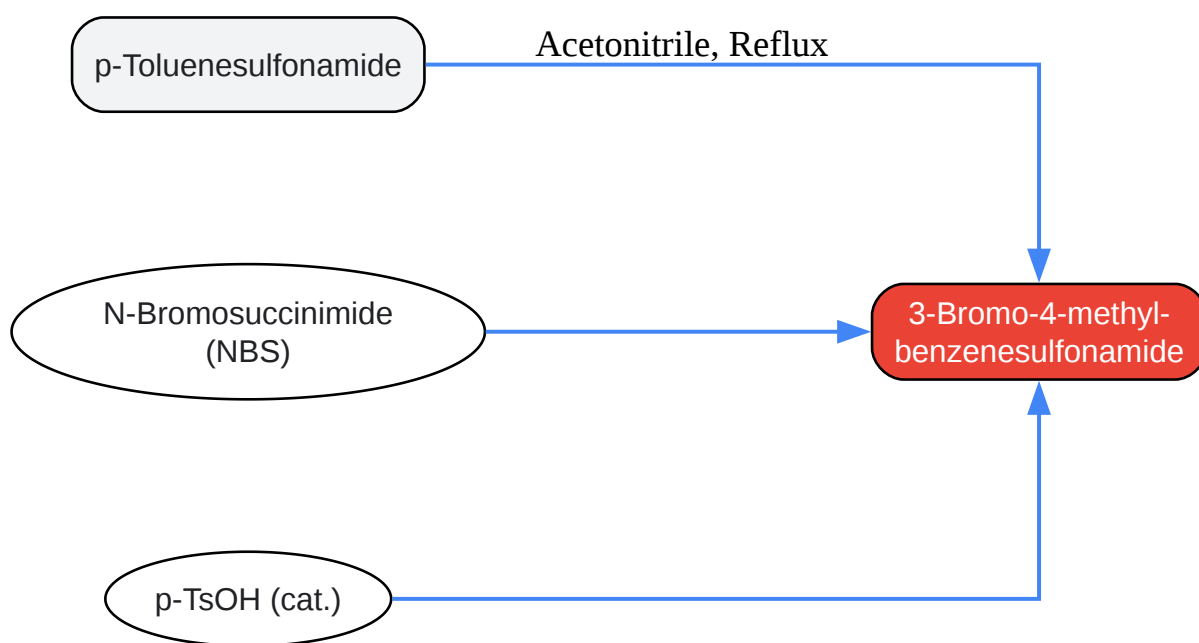 p-Toluenesulfonamide
Acetonitrile, Reflux
N-Bromosuccinimide
(NBS)
3-Bromo-4-methyl-
benzenesulfonamide
p-TsOH (cat.)